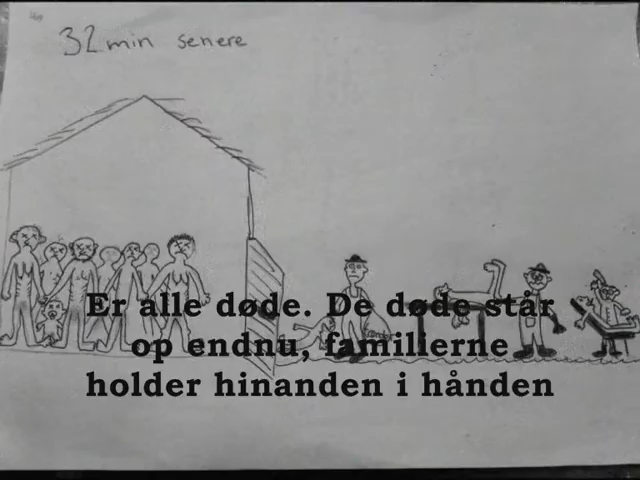 32 min senere
Er alle døde. De døde står
op endnu, familierne
holder hinanden i hånden